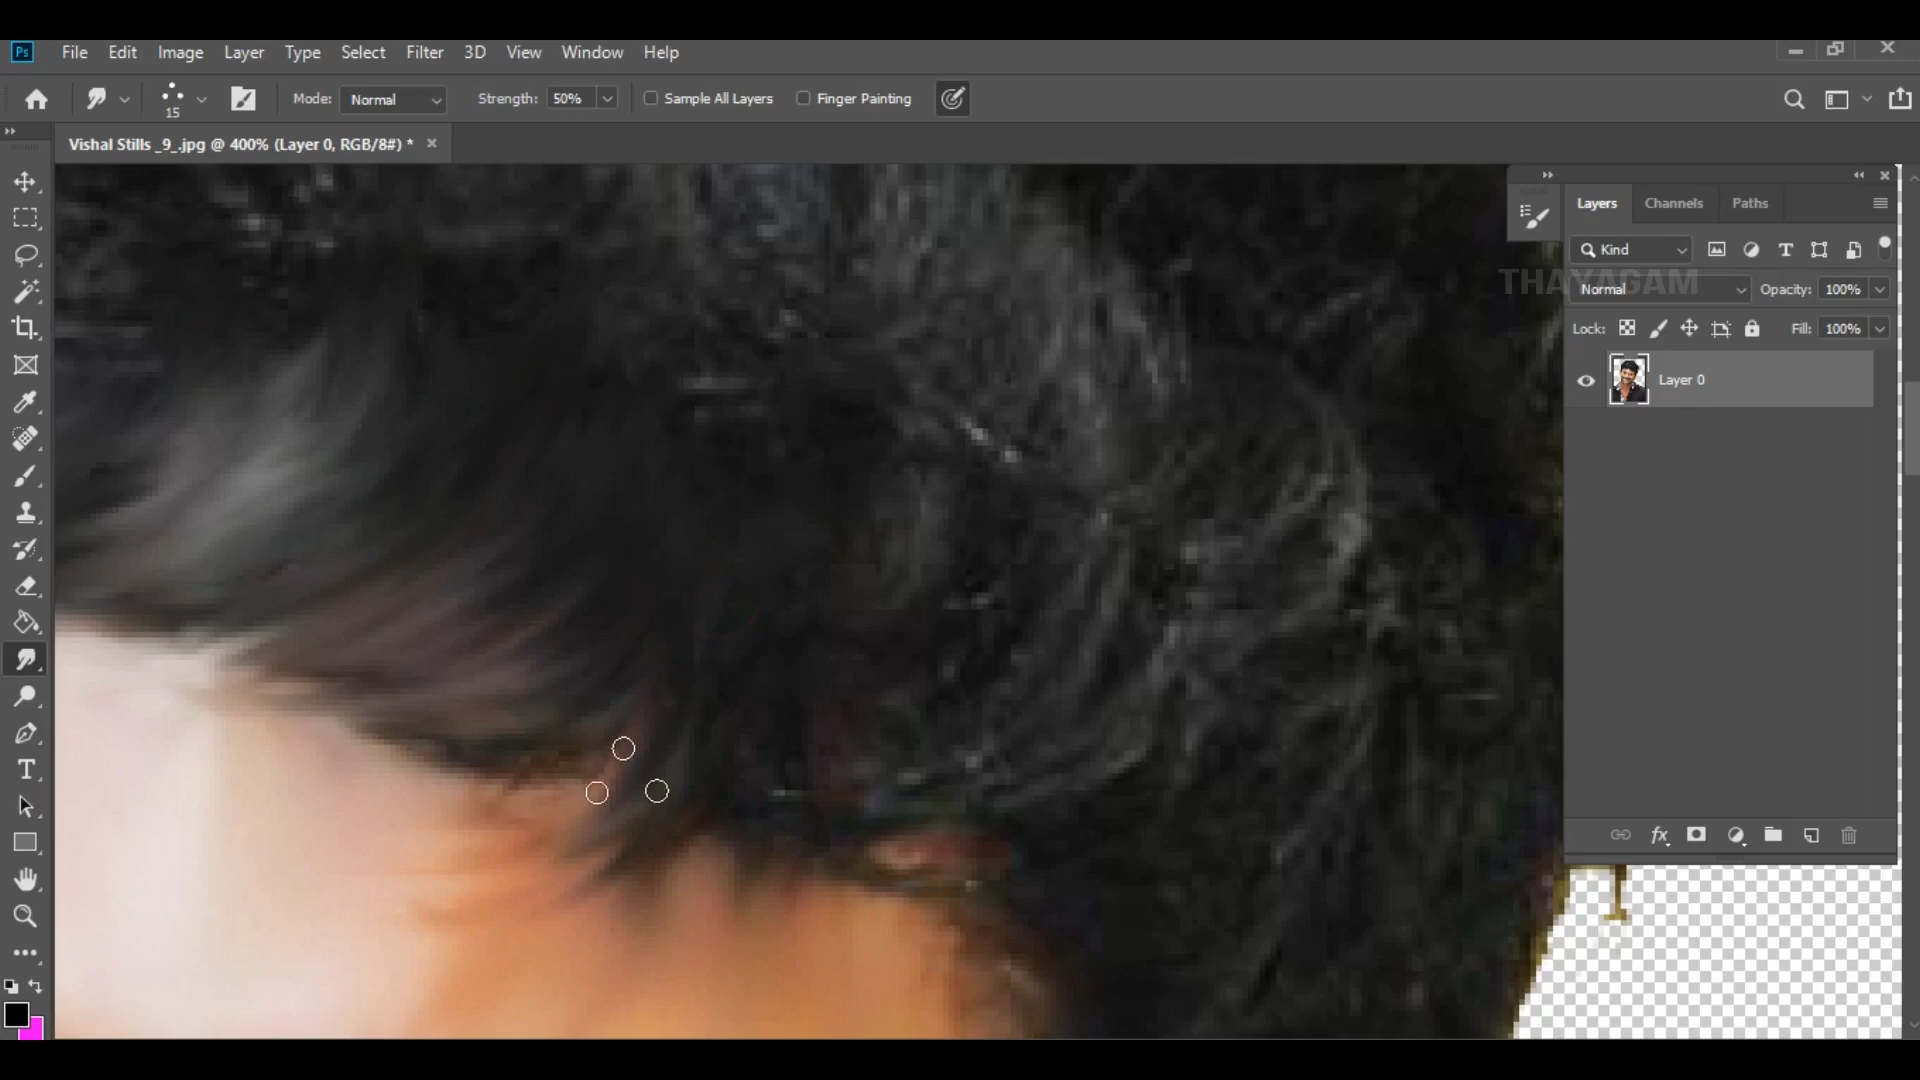 Ps File Edit Image Layer Type Select Filter 3D View Window Help
15 Mode: Normal Strength: 50% Sample All Layers Finger Painting
Vishal Stills _9_.jpg @ 400% (Layer 0, RGB/8#) *
Layers Channels Paths
Kind
THAYAGAM
Normal Opacity: 100%
Lock: Fill: 100%
Layer 0
fx